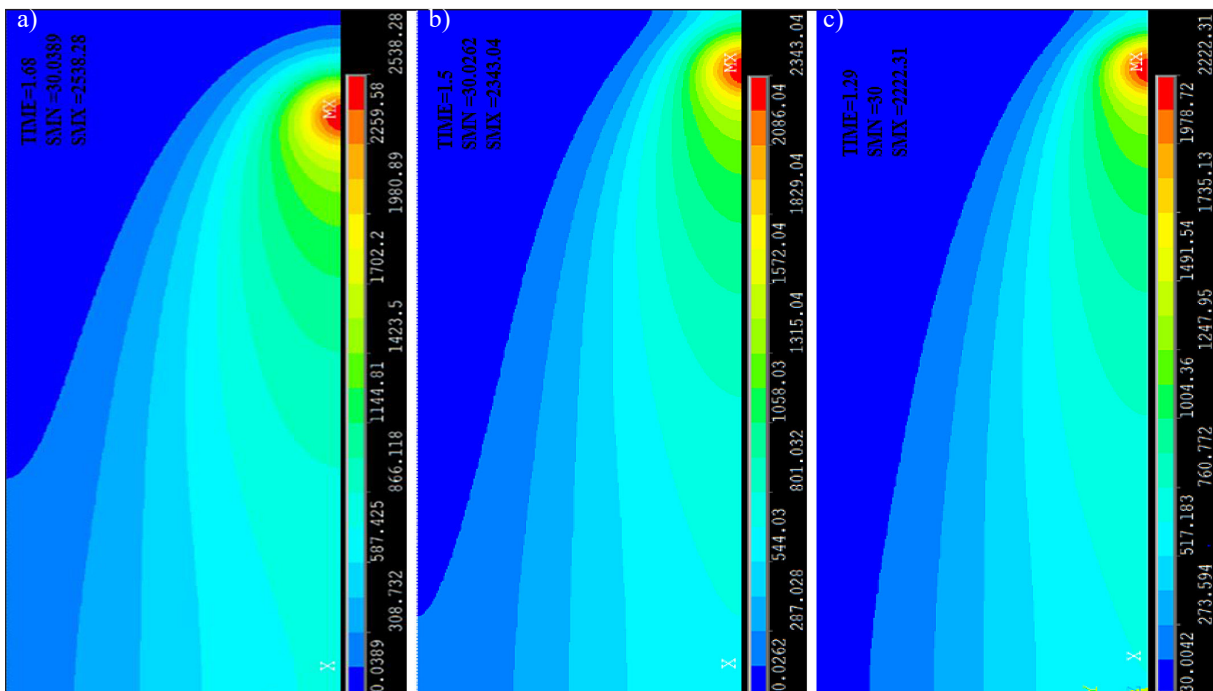 a)
TIME=1.68
SMN =30.0389
SMX =2538.28
MX
X
0.0389
308.732
587.425
866.118
1144.81
1423.5
1702.2
1980.89
2259.58
2538.28
b)
TIME=1.5
SMN =30.0262
SMX =2343.04
MX
X
0.0262
287.028
544.03
801.032
1058.03
1315.04
1572.04
1829.04
2086.04
2343.04
c)
TIME=1.29
SMN =30
SMX =2222.31
MX
X
30.0042
273.594
517.183
760.772
1004.36
1247.95
1491.54
1735.13
1978.72
2222.31